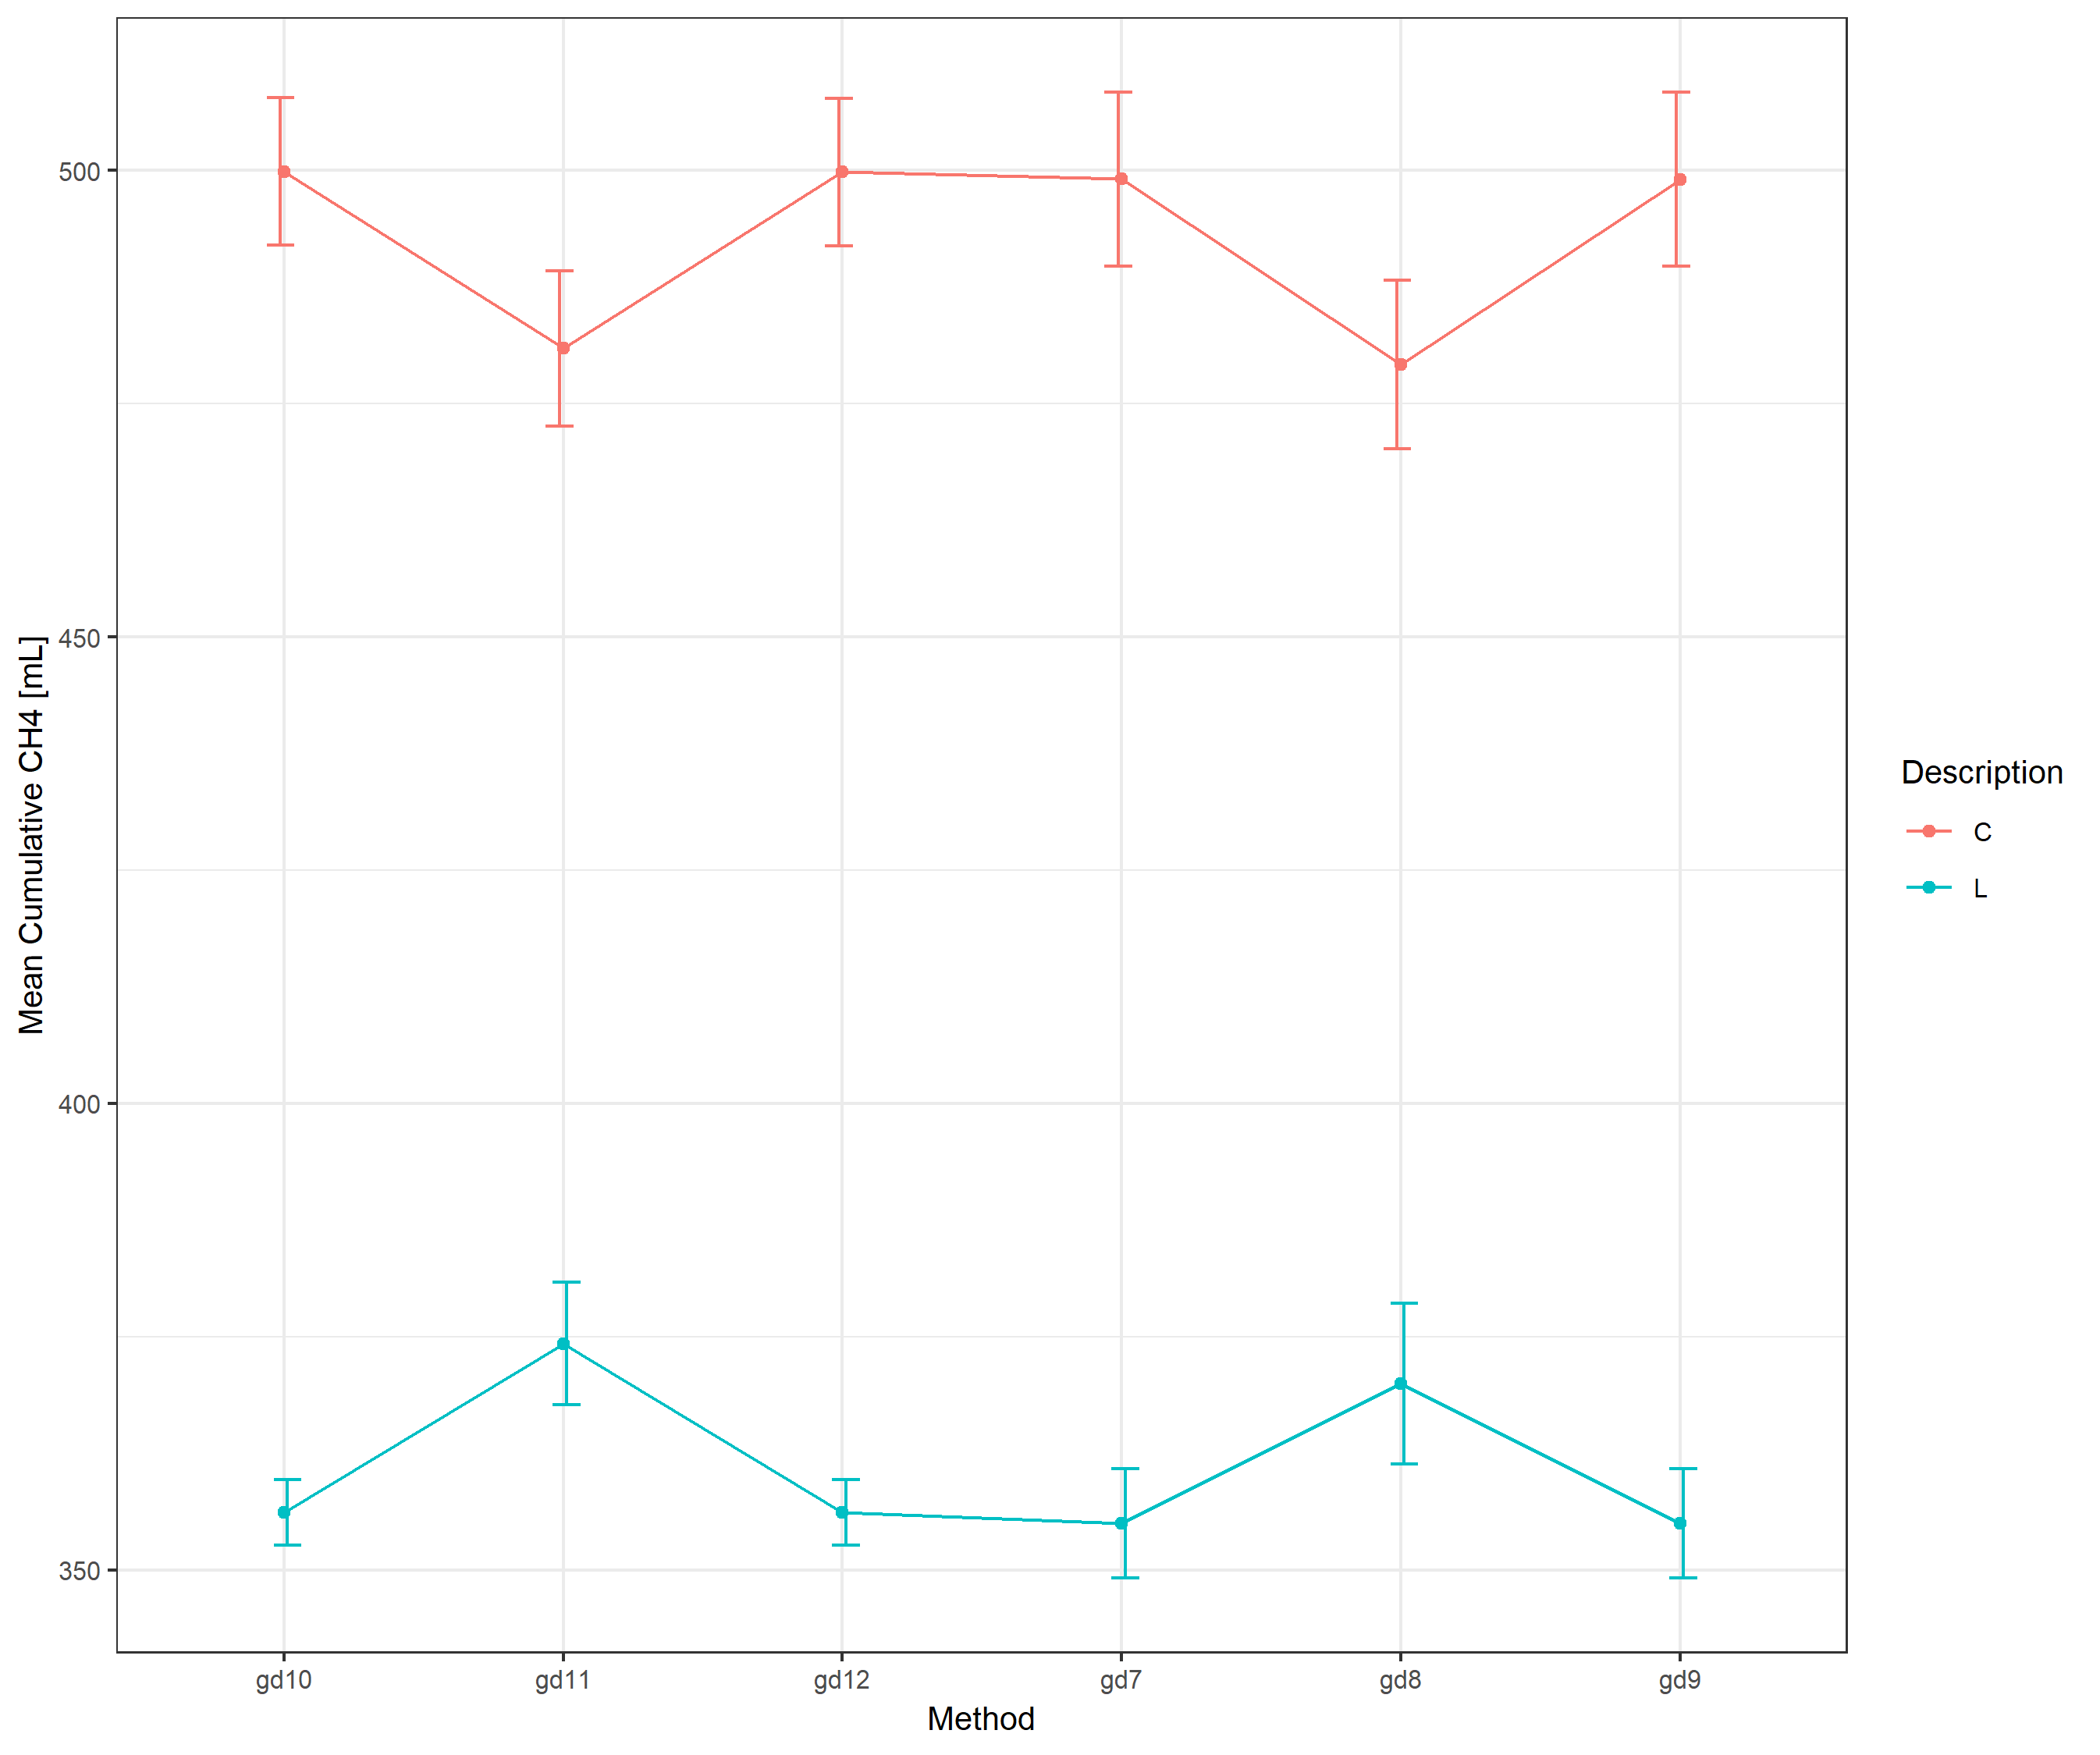 500
450
400
350
Mean Cumulative CH4 [mL]
gd10 gd11 gd12 gd7 gd8 gd9
Method
Description
C
L